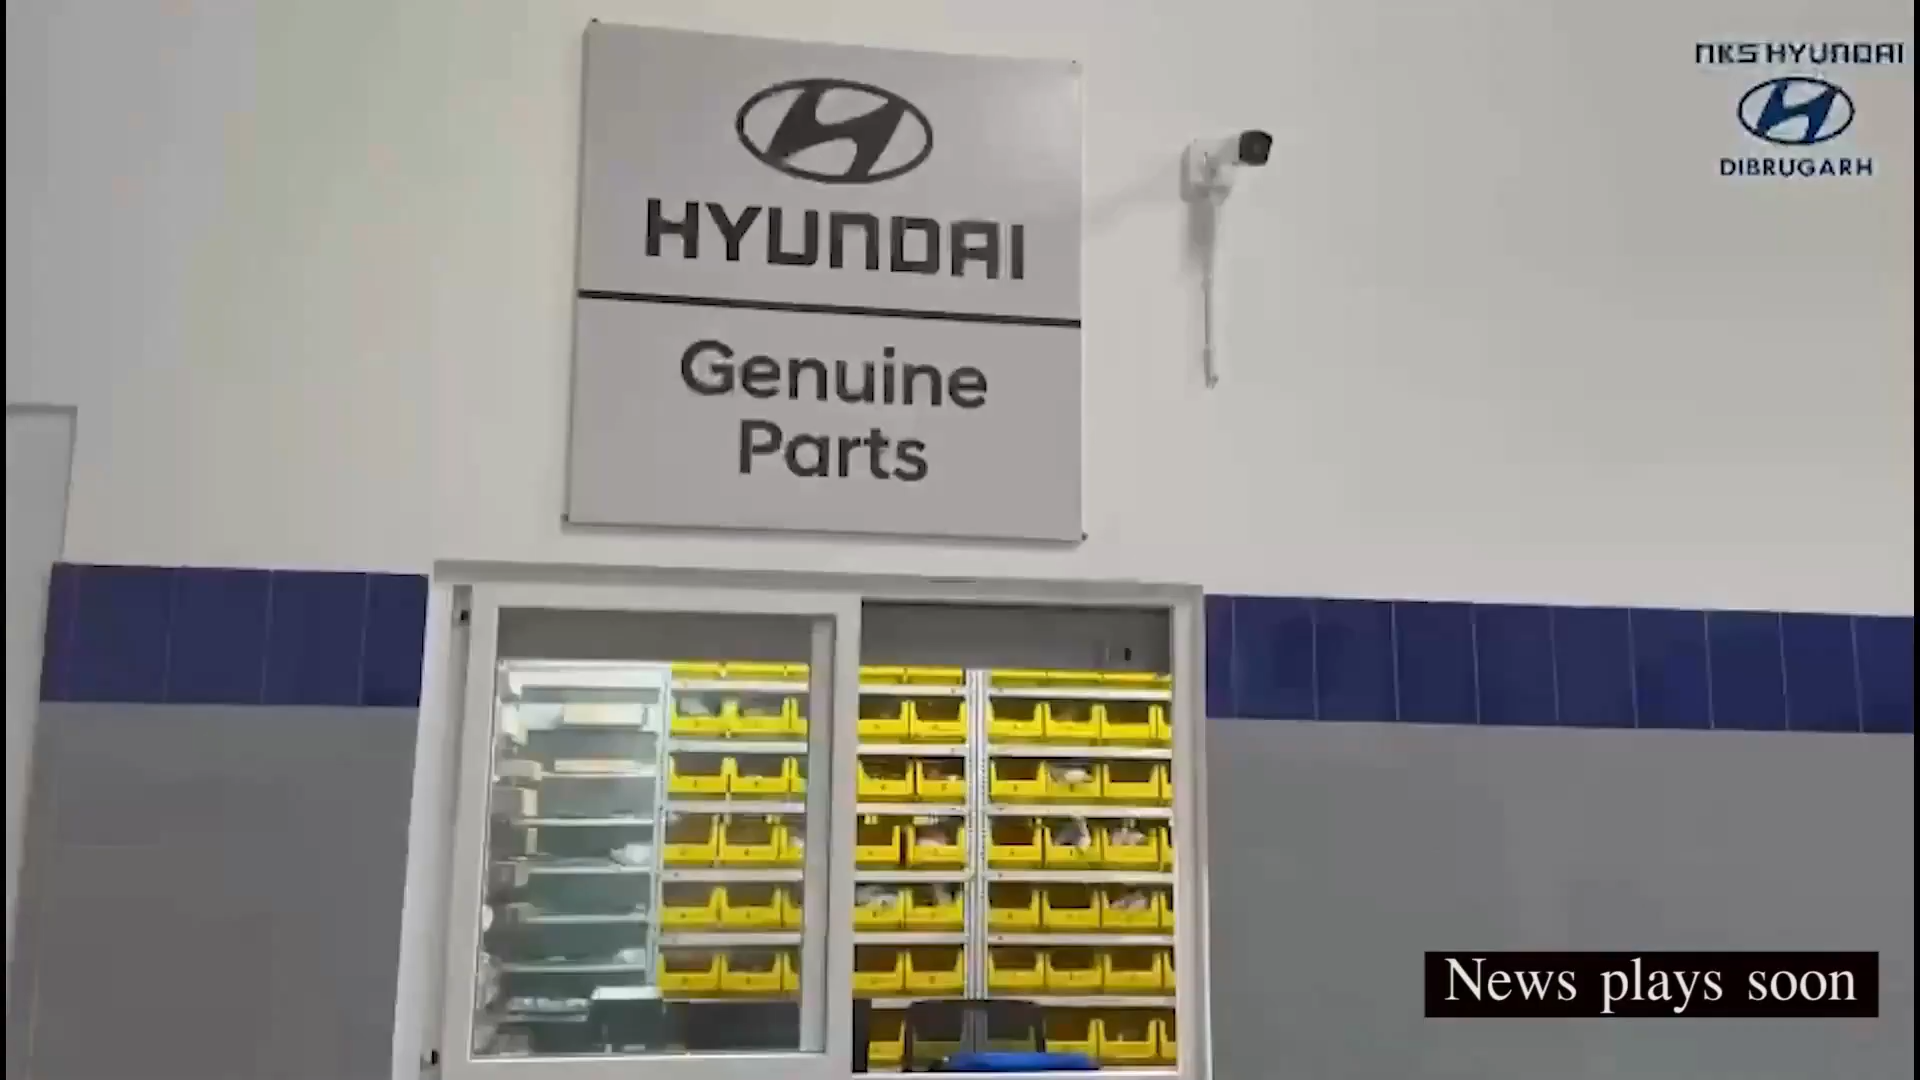 NKS HYUNDAI
DIBRUGARH
HYUNDAI
Genuine
Parts
News plays soon